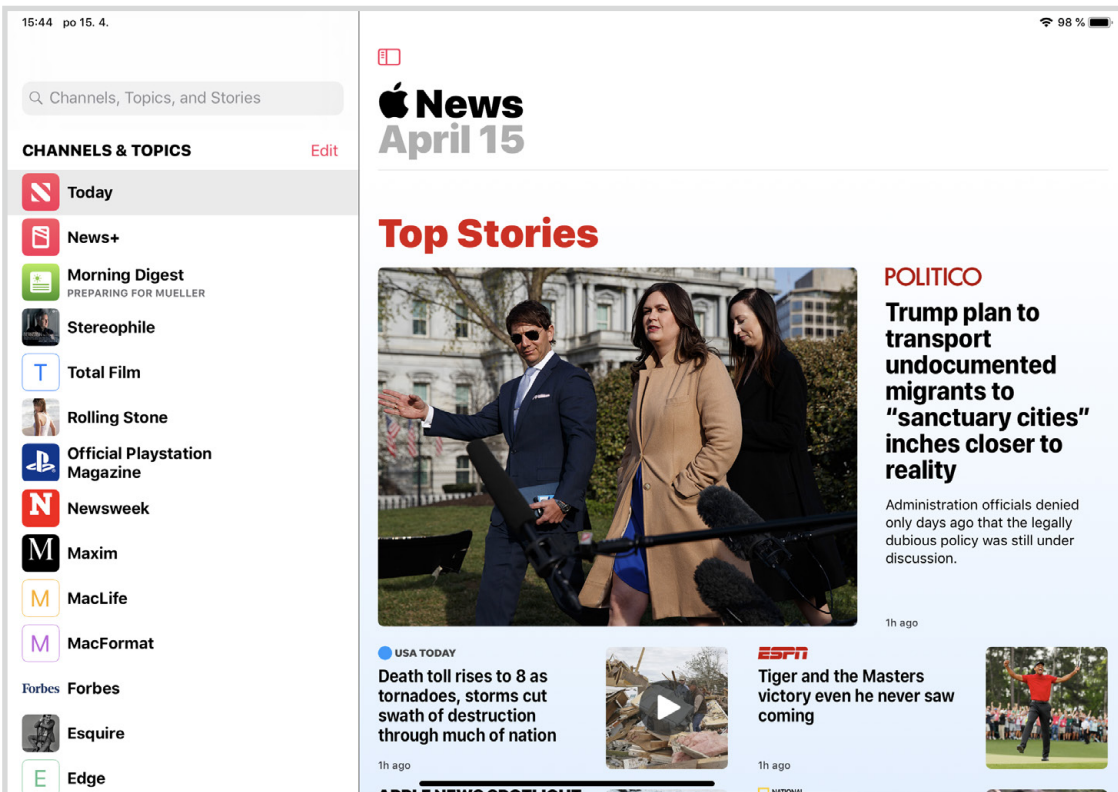 15:44 po 15. 4.
98 %
Channels, Topics, and Stories
CHANNELS & TOPICS Edit
Today
News+
Morning Digest
PREPARING FOR MUELLER
Stereophile
T Total Film
Rolling Stone
Official Playstation
Magazine
N Newsweek
M Maxim
M MacLife
M MacFormat
Forbes Forbes
Esquire
E Edge
News
April 15
Top Stories
POLITICO
Trump plan to
transport
undocumented
migrants to
“sanctuary cities”
inches closer to
reality
Administration officials denied
only days ago that the legally
dubious policy was still under
discussion.
1h ago
USA TODAY
Death toll rises to 8 as
tornadoes, storms cut
swath of destruction
through much of nation
1h ago
ESPN
Tiger and the Masters
victory even he never saw
coming
1h ago
APPLE NEWS SPOTLIGHT
NATIONAL